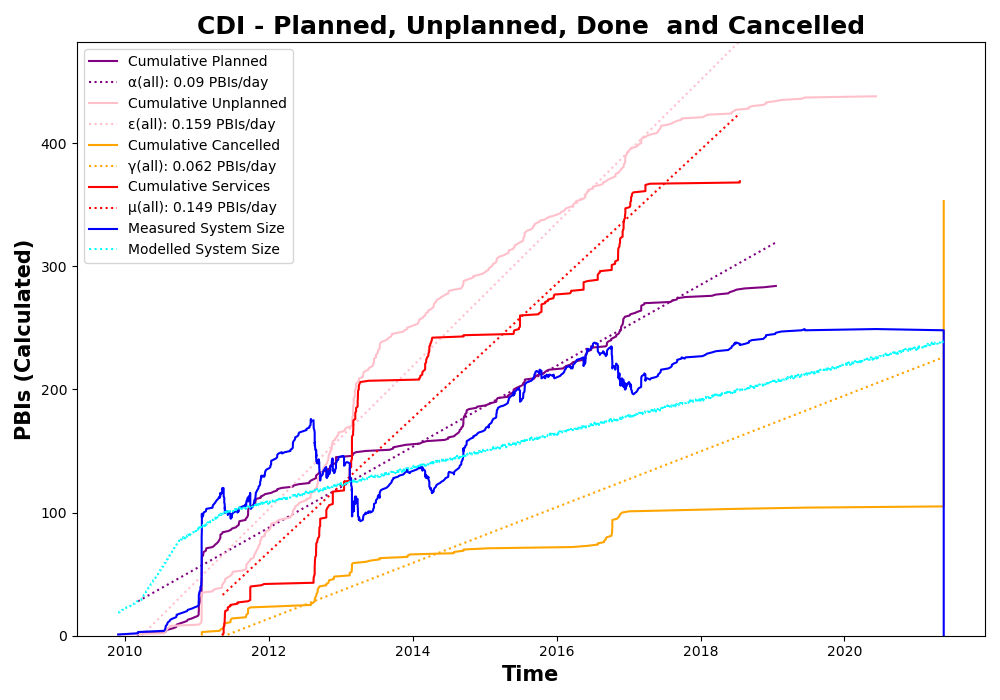 CDI - Planned, Unplanned, Done  and Cancelled
Cumulative Planned
α(all): 0.09 PBIs/day
Cumulative Unplanned
ε(all): 0.159 PBIs/day
Cumulative Cancelled
γ(all): 0.062 PBIs/day
Cumulative Services
μ(all): 0.149 PBIs/day
Measured System Size
Modelled System Size
PBIs (Calculated)
400
300
200
100
0
2010 2012 2014 2016 2018 2020
Time